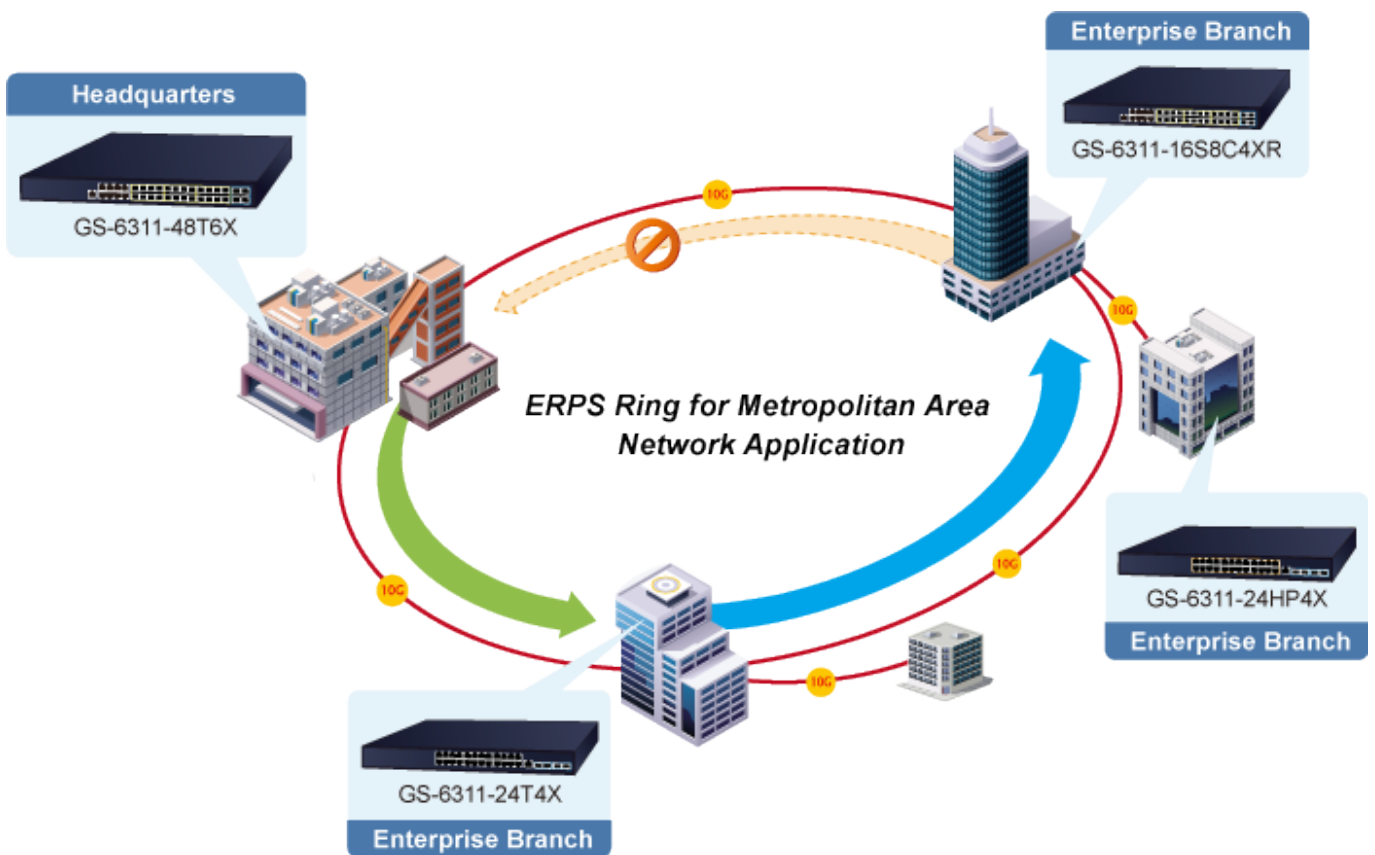 Enterprise Branch
GS-6311-16S8C4XR
Headquarters
GS-6311-48T6X
10G
10G
ERPS Ring for Metropolitan Area
Network Application
10G
10G
GS-6311-24HP4X
Enterprise Branch
10G
GS-6311-24T4X
Enterprise Branch